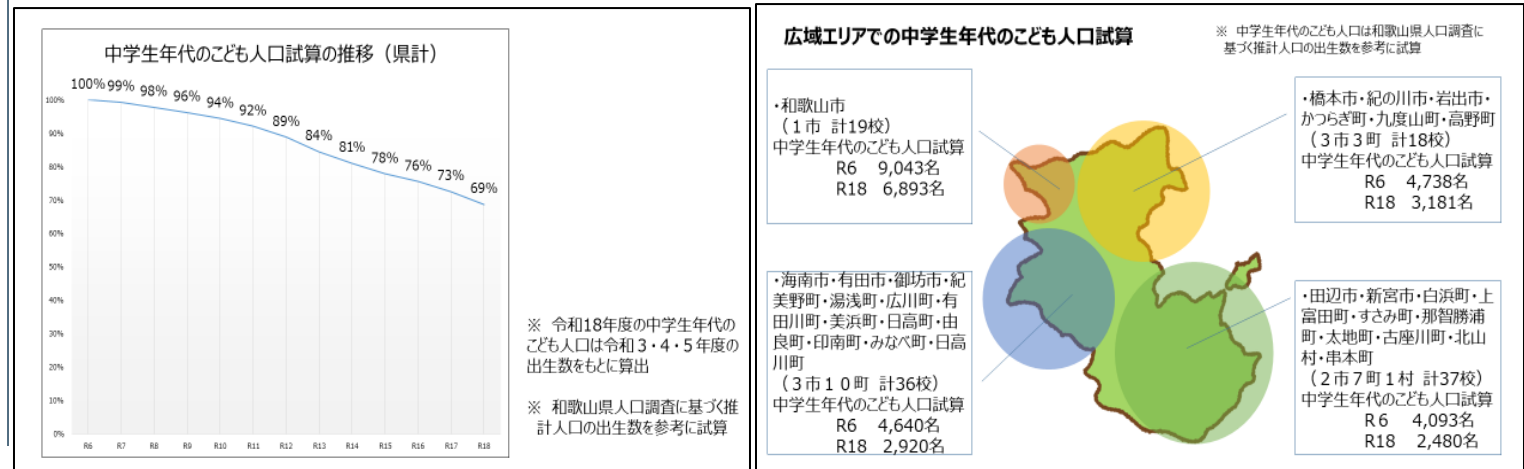 中学生年代のこども人口試算の推移（県計）
100% 99% 98% 96% 94% 92% 89% 84% 81% 78% 76% 73% 69%
100%
90%
80%
70%
60%
50%
40%
30%
20%
10%
0%
R6 R7 R8 R9 R10 R11 R12 R13 R14 R15 R16 R17 R18
※ 令和18年度の中学生年代の
こども人口は令和３・４・５年度の
出生数をもとに算出
※ 和歌山県人口調査に基づく推
計人口の出生数を参考に試算
広域エリアでの中学生年代のこども人口試算
※ 中学生年代のこども人口は和歌山県人口調査に
基づく推計人口の出生数を参考に試算
・和歌山市
（１市 計19校）
中学生年代のこども人口試算
R6 9,043名
R18 6,893名
・橋本市・紀の川市・岩出市・
かつらぎ町・九度山町・高野町
（３市３町 計18校）
中学生年代のこども人口試算
R6 4,738名
R18 3,181名
・海南市・有田市・御坊市・紀
美野町・湯浅町・広川町・有
田川町・美浜町・日高町・由
良町・印南町・みなべ町・日高
川町
（３市１０町 計36校）
中学生年代のこども人口試算
R6 4,640名
R18 2,920名
・田辺市・新宮市・白浜町・上
富田町・すさみ町・那智勝浦
町・太地町・古座川町・北山
村・串本町
（２市７町１村 計37校）
中学生年代のこども人口試算
R６ 4,093名
R18 2,480名